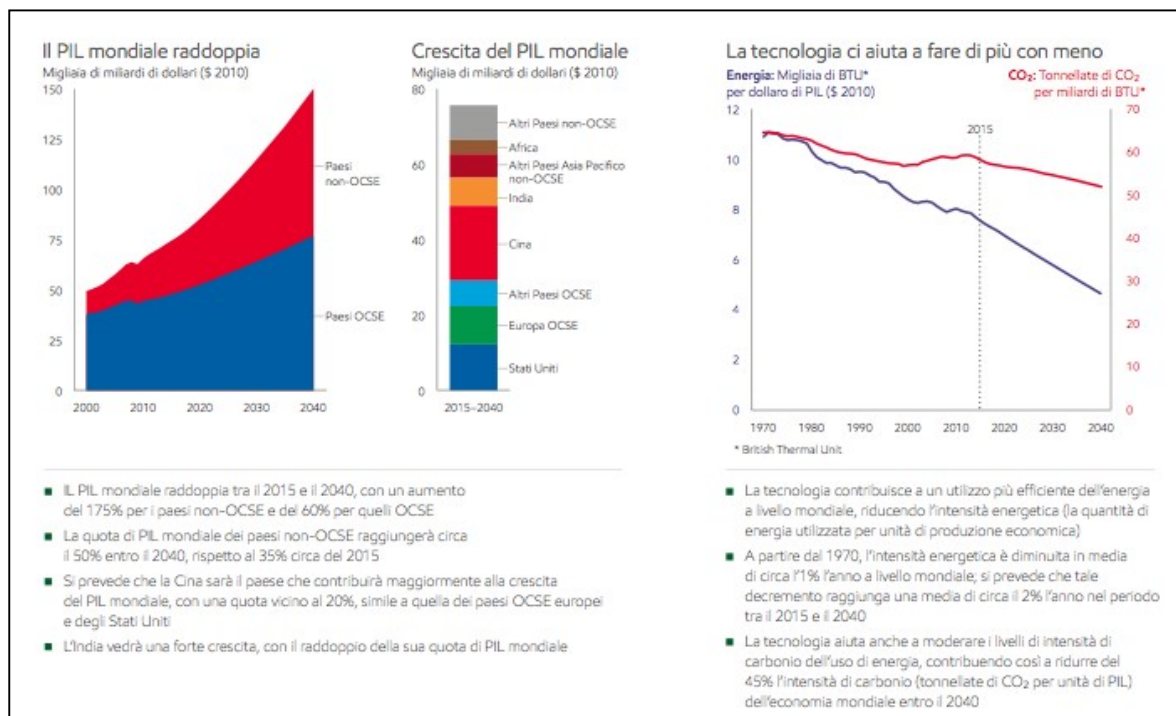 Il PIL mondiale raddoppia
Migliaia di miliardi di dollari ($ 2010)
150
125
100
75
50
25
0
2000
2010
2020
2030
2040
Paesi
non-OCSE
Paesi OCSE
Crescita del PIL mondiale
Migliaia di miliardi di dollari ($ 2010)
80
60
40
20
0
Altri Paesi non-OCSE
Africa
Altri Paesi Asia Pacifico
non-OCSE
India
Cina
Altri Paesi OCSE
Europa OCSE
Stati Uniti
2015–2040
IL PIL mondiale raddoppia tra il 2015 e il 2040, con un aumento
del 175% per i paesi non-OCSE e del 60% per quelli OCSE
La quota di PIL mondiale dei paesi non-OCSE raggiungerà circa
il 50% entro il 2040, rispetto al 35% circa del 2015
Si prevede che la Cina sarà il paese che contribuirà maggiormente alla crescita
del PIL mondiale, con una quota vicino al 20%, simile a quella dei paesi OCSE europei
e degli Stati Uniti
L'India vedrà una forte crescita, con il raddoppio della sua quota di PIL mondiale
La tecnologia ci aiuta a fare di più con meno
Energia: Migliaia di BTU*
per dollaro di PIL ($ 2010)
CO₂: Tonnellate di CO₂
per miliardi di BTU*
12
10
8
6
4
2
0
2015
70
60
50
40
30
20
10
0
1970
1980
1990
2000
2010
2020
2030
2040
* British Thermal Unit
La tecnologia contribuisce a un utilizzo più efficiente dell'energia
a livello mondiale, riducendo l'intensità energetica (la quantità di
energia utilizzata per unità di produzione economica)
A partire dal 1970, l'intensità energetica è diminuita in media
di circa l'1% l'anno a livello mondiale; si prevede che tale
decremento raggiunga una media di circa il 2% l'anno nel periodo
tra il 2015 e il 2040
La tecnologia aiuta anche a moderare i livelli di intensità di
carbonio dell'uso di energia, contribuendo così a ridurre del
45% l'intensità di carbonio (tonnellate di CO₂ per unità di PIL)
dell'economia mondiale entro il 2040